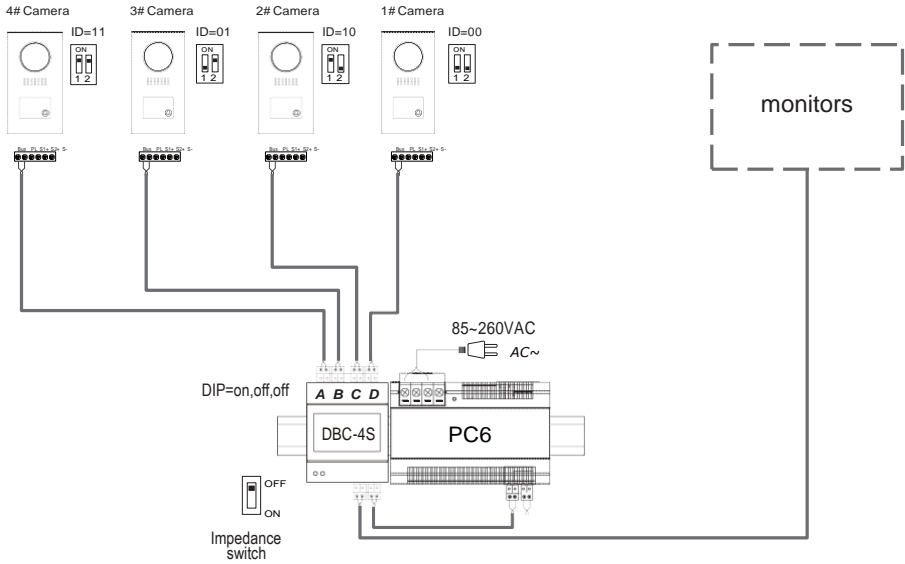 4# Camera
3# Camera
2# Camera
1# Camera
ID=11
ID=01
ID=10
ID=00
ON
1 2
ON
1 2
ON
1 2
ON
1 2
monitors
Bus PL S1+ S2+ S-
Bus PL S1+ S2+ S-
Bus PL S1+ S2+ S-
Bus PL S1+ S2+ S-
85~260VAC
AC~
DIP=on,off,off
A B C D
DBC-4S
PC6
OFF
ON
Impedance
switch